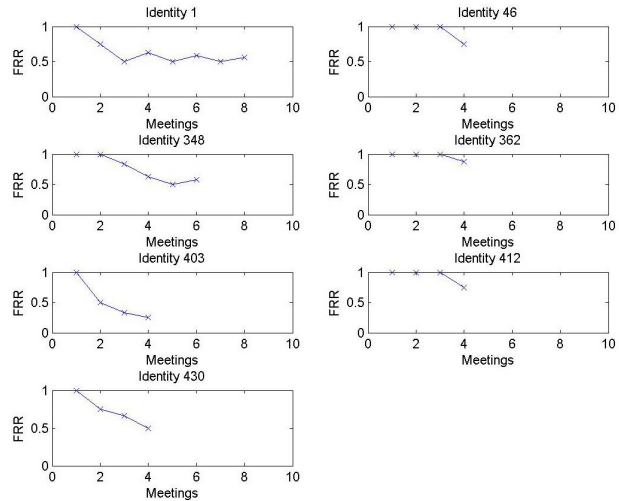 Identity 1
1
0.5
0
FRR
0 2 4 6 8 10
Meetings
Identity 46
1
0.5
0
FRR
0 2 4 6 8 10
Meetings
Identity 348
1
0.5
0
FRR
0 2 4 6 8 10
Meetings
Identity 362
1
0.5
0
FRR
0 2 4 6 8 10
Meetings
Identity 403
1
0.5
0
FRR
0 2 4 6 8 10
Meetings
Identity 412
1
0.5
0
FRR
0 2 4 6 8 10
Meetings
Identity 430
1
0.5
0
FRR
0 2 4 6 8 10
Meetings